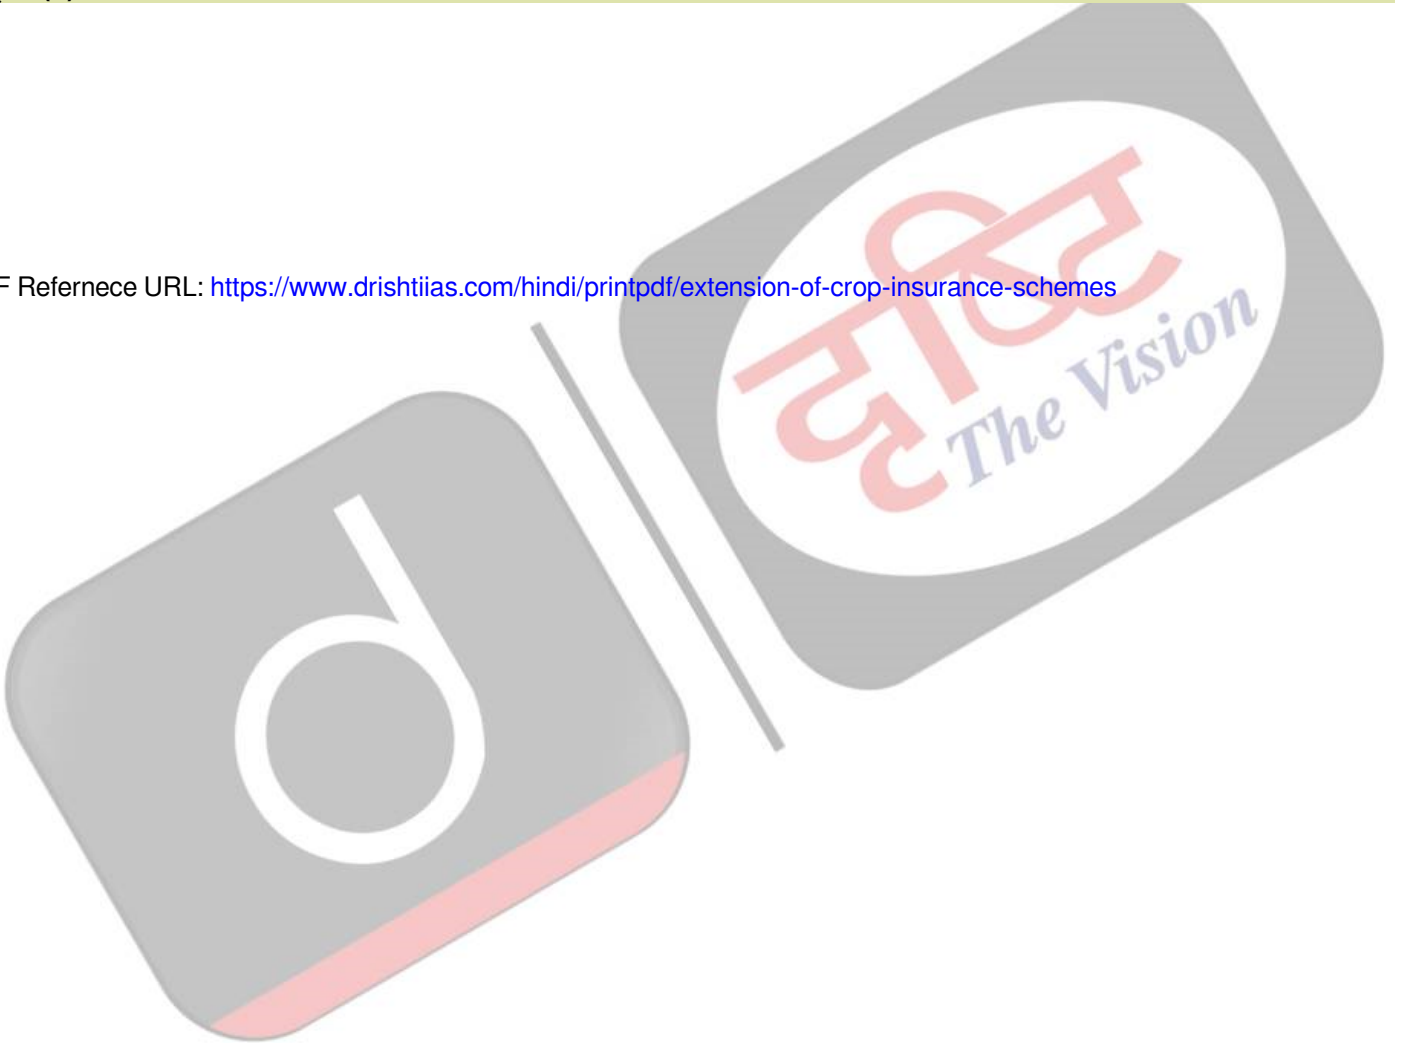 F Refernece URL: https://www.drishtiias.com/hindi/printpdf/extension-of-crop-insurance-schemes
दृष्टि
The Vision
d